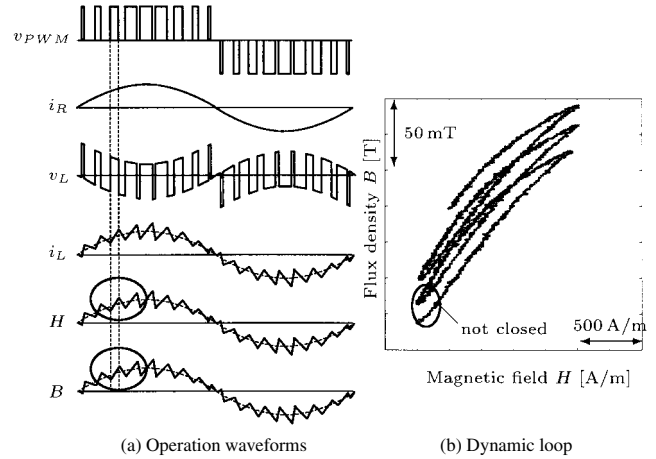 v_PWM
i_R
v_L
i_L
H
B
(a) Operation waveforms
Flux density B [T]
50 mT
not closed
500 A/m
Magnetic field H [A/m]
(b) Dynamic loop